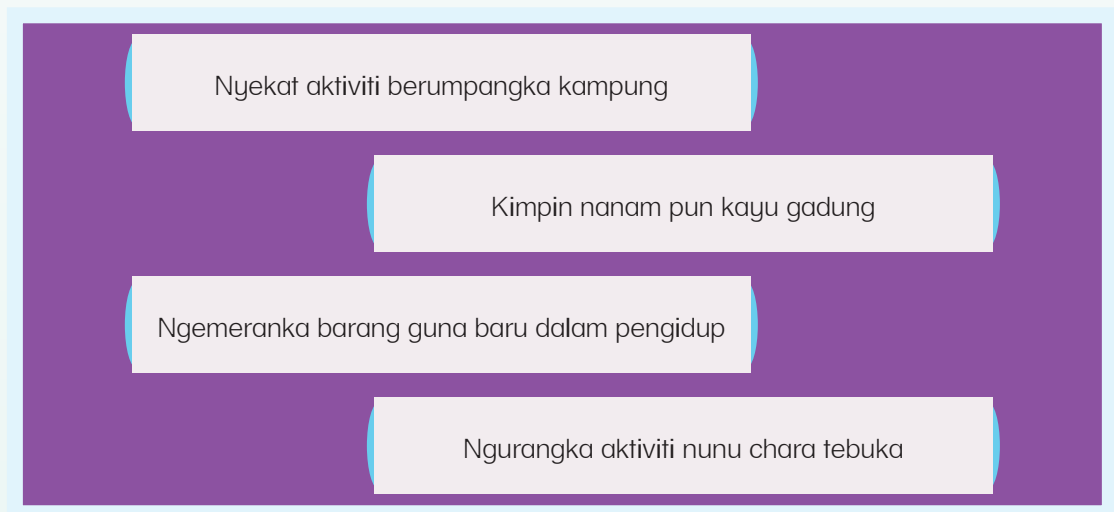 Nyekat aktiviti berumpangka kampung
Kimpin nanam pun kayu gadung
Ngemeranka barang guna baru dalam pengidup
Ngurangka aktiviti nunu chara tebuka